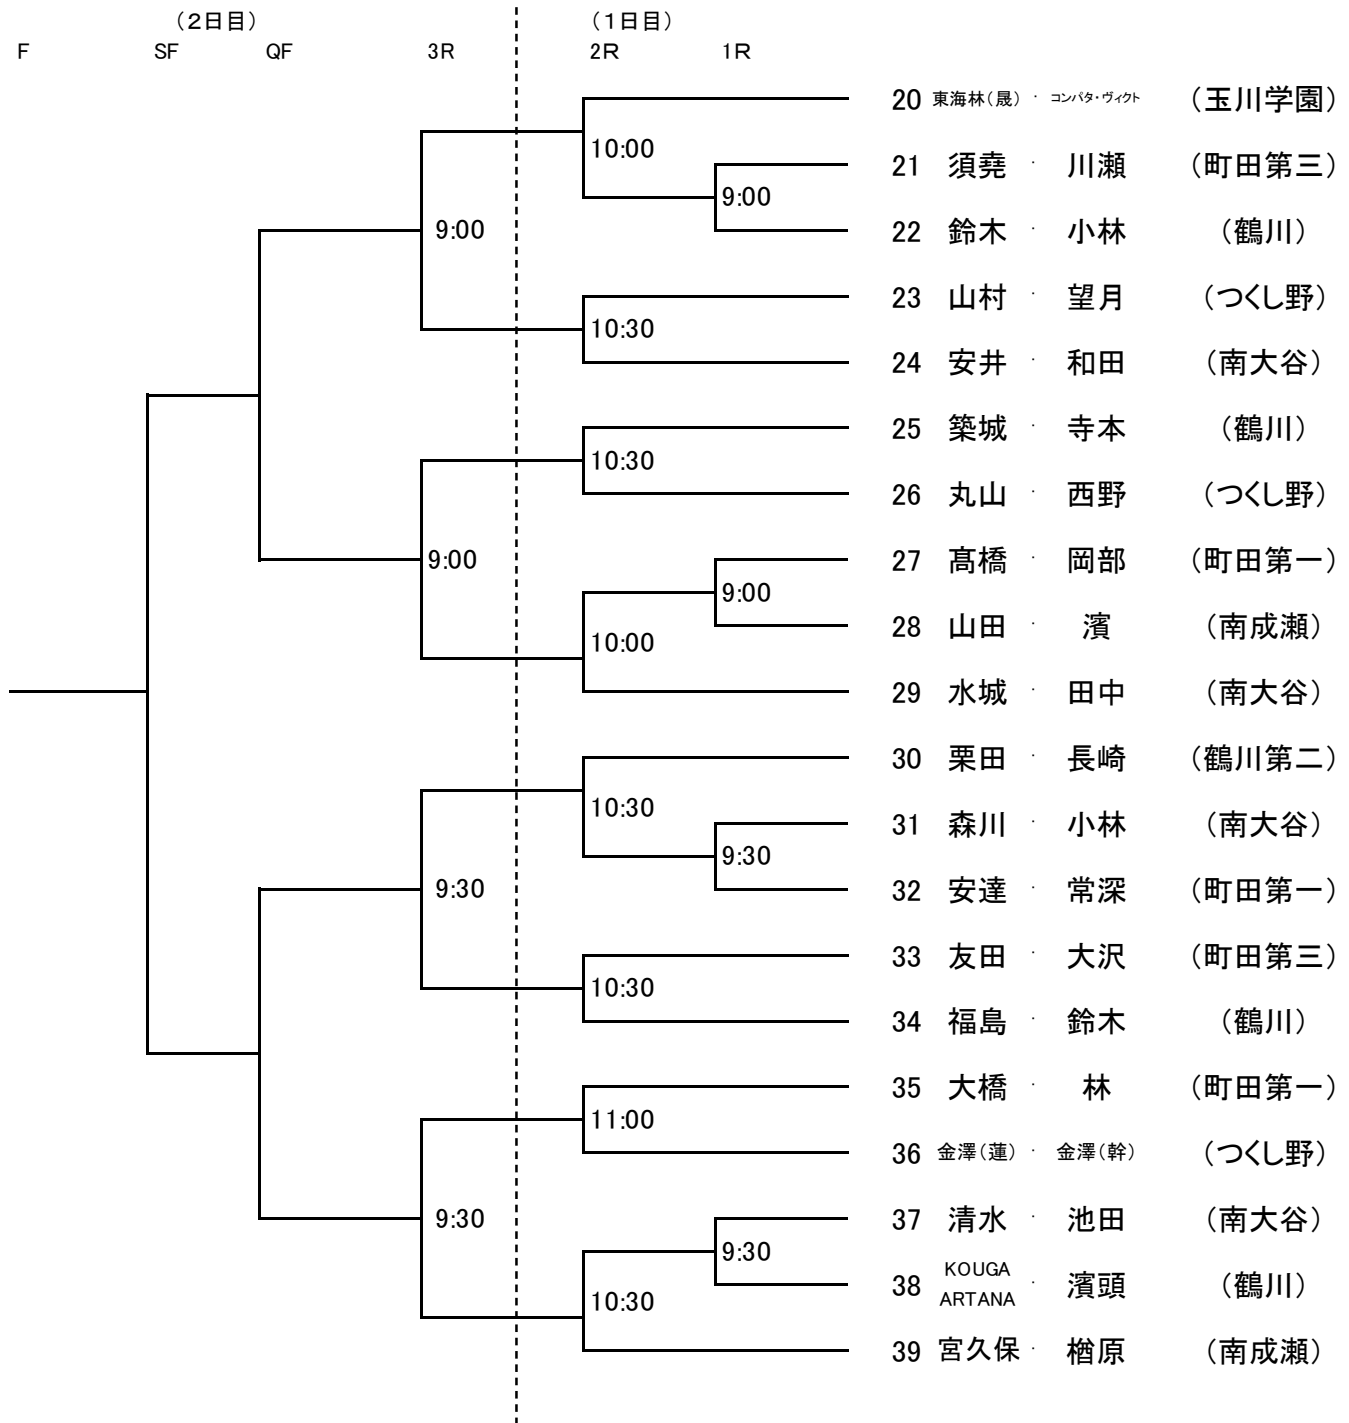 （2日目） （1日目）
F SF QF 3R 2R 1R
20 東海林（晟） · コンパタ・ヴィクト （玉川学園）
10:00
21 須堯 · 川瀬 （町田第三）
9:00
9:00
22 鈴木 · 小林 （鶴川）
23 山村 · 望月 （つくし野）
10:30
24 安井 · 和田 （南大谷）
25 築城 · 寺本 （鶴川）
10:30
26 丸山 · 西野 （つくし野）
9:00
27 髙橋 · 岡部 （町田第一）
9:00
28 山田 · 濱 （南成瀬）
10:00
29 水城 · 田中 （南大谷）
30 栗田 · 長崎 （鶴川第二）
10:30
31 森川 · 小林 （南大谷）
9:30
9:30
32 安達 · 常深 （町田第一）
33 友田 · 大沢 （町田第三）
10:30
34 福島 · 鈴木 （鶴川）
35 大橋 · 林 （町田第一）
11:00
36 金澤（蓮） · 金澤（幹） （つくし野）
9:30
37 清水 · 池田 （南大谷）
9:30
38 KOUGA ARTANA · 濱頭 （鶴川）
10:30
39 宮久保 · 楢原 （南成瀬）